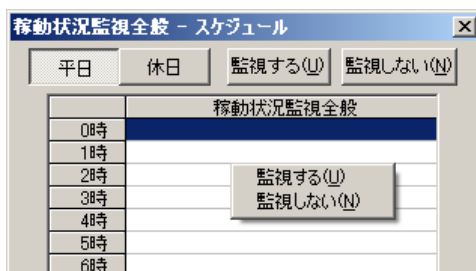 稼動状況監視全般 － スケジュール
平日 休日 監視する(U) 監視しない(N)
稼動状況監視全般
0時
1時
2時 監視する(U)
3時 監視しない(N)
4時
5時
6時